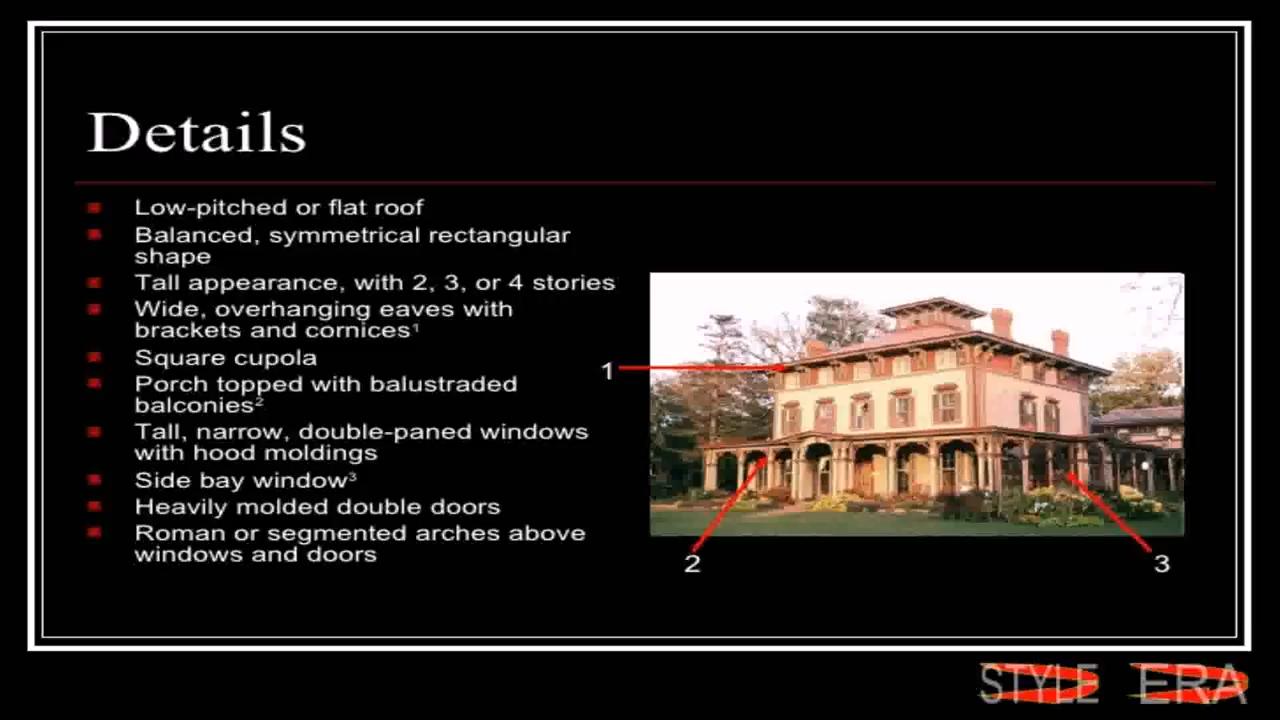 Details
Low-pitched or flat roof
Balanced, symmetrical rectangular
shape
Tall appearance, with 2, 3, or 4 stories
Wide, overhanging eaves with
brackets and cornices¹
Square cupola
Porch topped with balustraded
balconies²
Tall, narrow, double-paned windows
with hood moldings
Side bay window³
Heavily molded double doors
Roman or segmented arches above
windows and doors
1
2
3
STYLE ERA